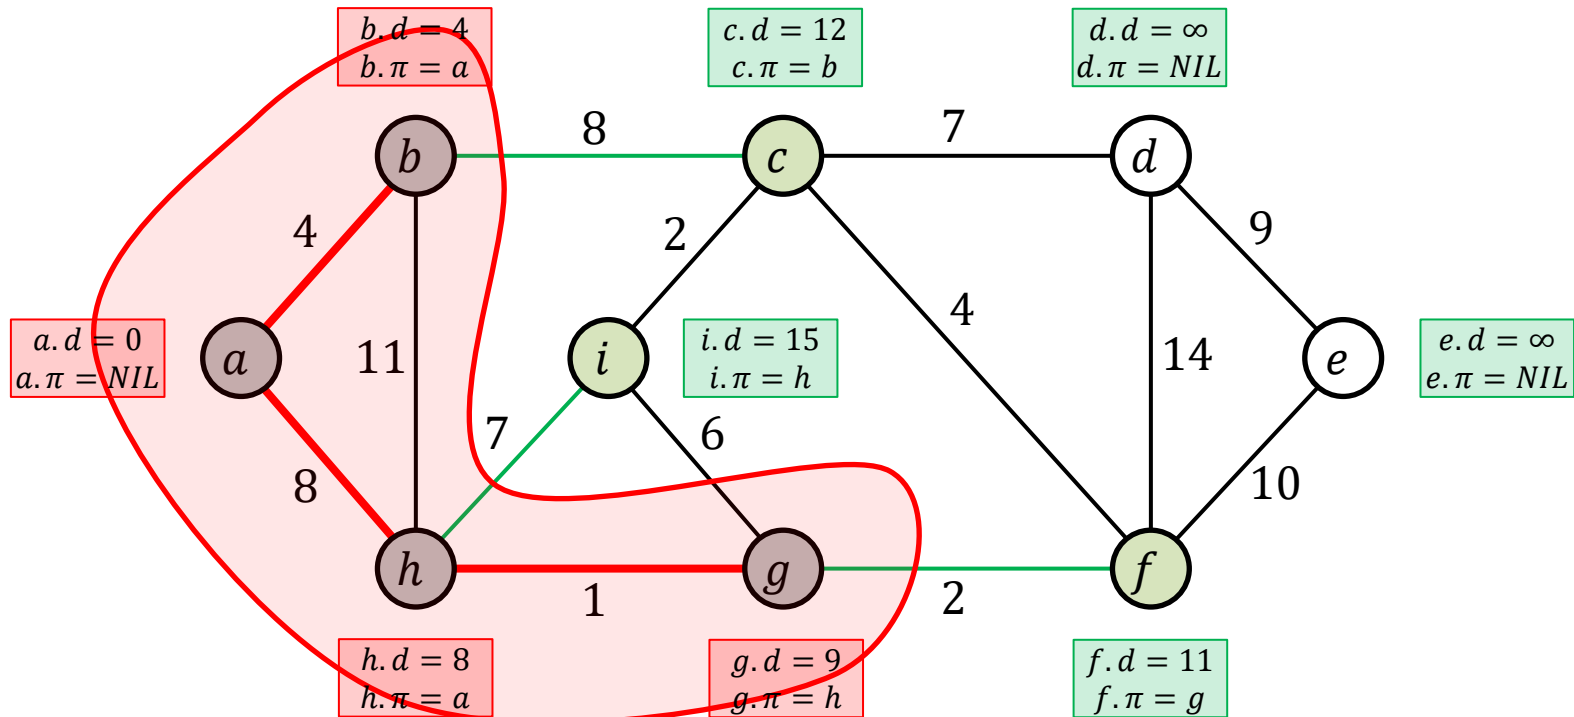 b.d = 4
b.π = a
c.d = 12
c.π = b
d.d = ∞
d.π = NIL
8
7
b
c
d
4
2
9
a.d = 0
a.π = NIL
a
11
i
i.d = 15
i.π = h
4
14
e
e.d = ∞
e.π = NIL
8
7
6
10
h
g
f
1
2
h.d = 8
h.π = a
g.d = 9
g.π = h
f.d = 11
f.π = g